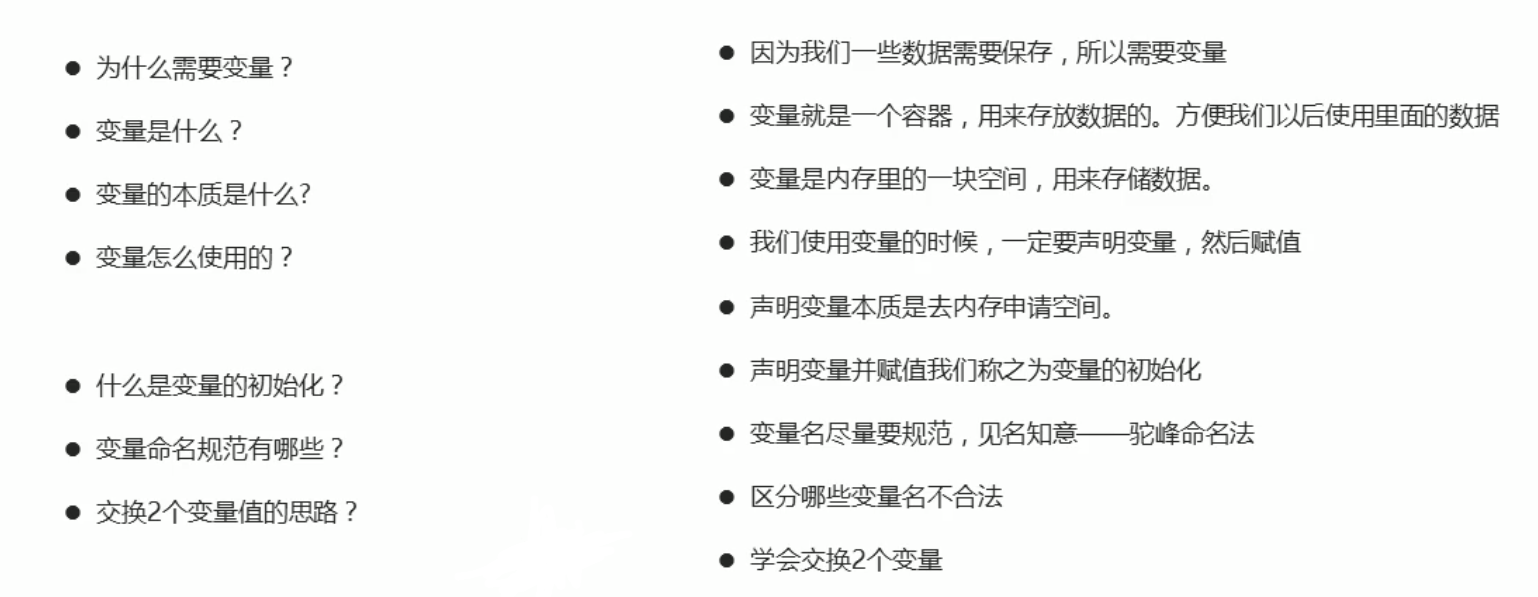 ● 为什么需要变量？
● 变量是什么？
● 变量的本质是什么?
● 变量怎么使用的？
● 什么是变量的初始化？
● 变量命名规范有哪些？
● 交换2个变量值的思路？
● 因为我们一些数据需要保存，所以需要变量
● 变量就是一个容器，用来存放数据的。方便我们以后使用里面的数据
● 变量是内存里的一块空间，用来存储数据。
● 我们使用变量的时候，一定要声明变量，然后赋值
● 声明变量本质是去内存申请空间。
● 声明变量并赋值我们称之为变量的初始化
● 变量名尽量要规范，见名知意——驼峰命名法
● 区分哪些变量名不合法
● 学会交换2个变量